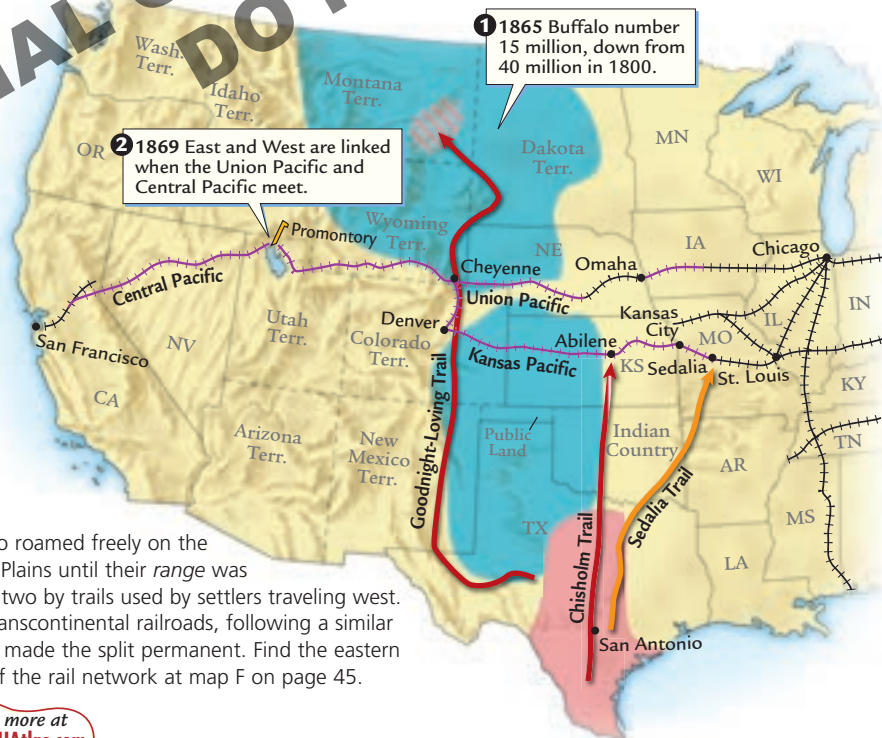 ❶ 1865 Buffalo number
15 million, down from
40 million in 1800.
❷ 1869 East and West are linked
when the Union Pacific and
Central Pacific meet.
Wash.
Terr.
Idaho
Terr.
Montana
Terr.
Dakota
Terr.
MN
WI
OR
Wyoming
Terr.
Promontory
NE
IA
Chicago
Cheyenne
Omaha
Central Pacific
Union Pacific
Kansas
City
IL
IN
San Francisco
NV
Utah
Terr.
Denver
Colorado
Terr.
Kansas Pacific
Abilene
KS
Sedalia
MO
St. Louis
KY
CA
Arizona
Terr.
New
Mexico
Terr.
Goodnight-Loving Trail
Public
Land
Indian
Country
Sedalia Trail
Chisholm Trail
TX
AR
TN
MS
LA
San Antonio
o roamed freely on the
Plains until their range was
two by trails used by settlers traveling west.
anscontinental railroads, following a similar
made the split permanent. Find the eastern
f the rail network at map F on page 45.
more at
DO